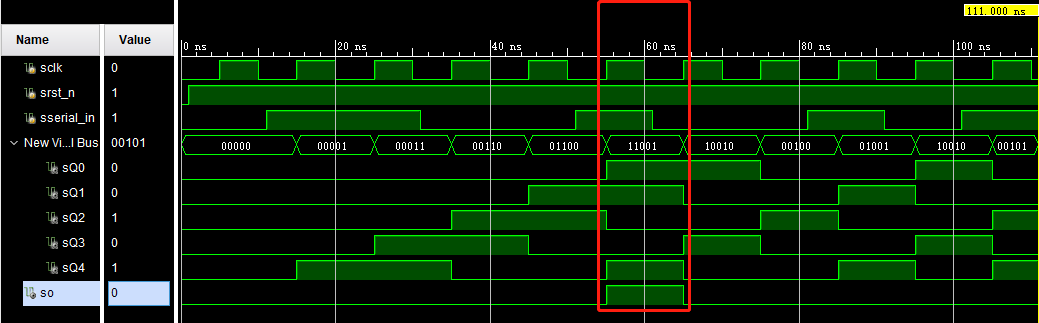 111.000 ns
Name Value
0 ns 20 ns 40 ns 60 ns 80 ns 100 ns
sclk 0
srst_n 1
sserial_in 1
New Vi...l Bus 00101 00000 00001 00011 00110 01100 11001 10010 00100 01001 10010 00101
sQ0 0
sQ1 0
sQ2 1
sQ3 0
sQ4 1
so 0